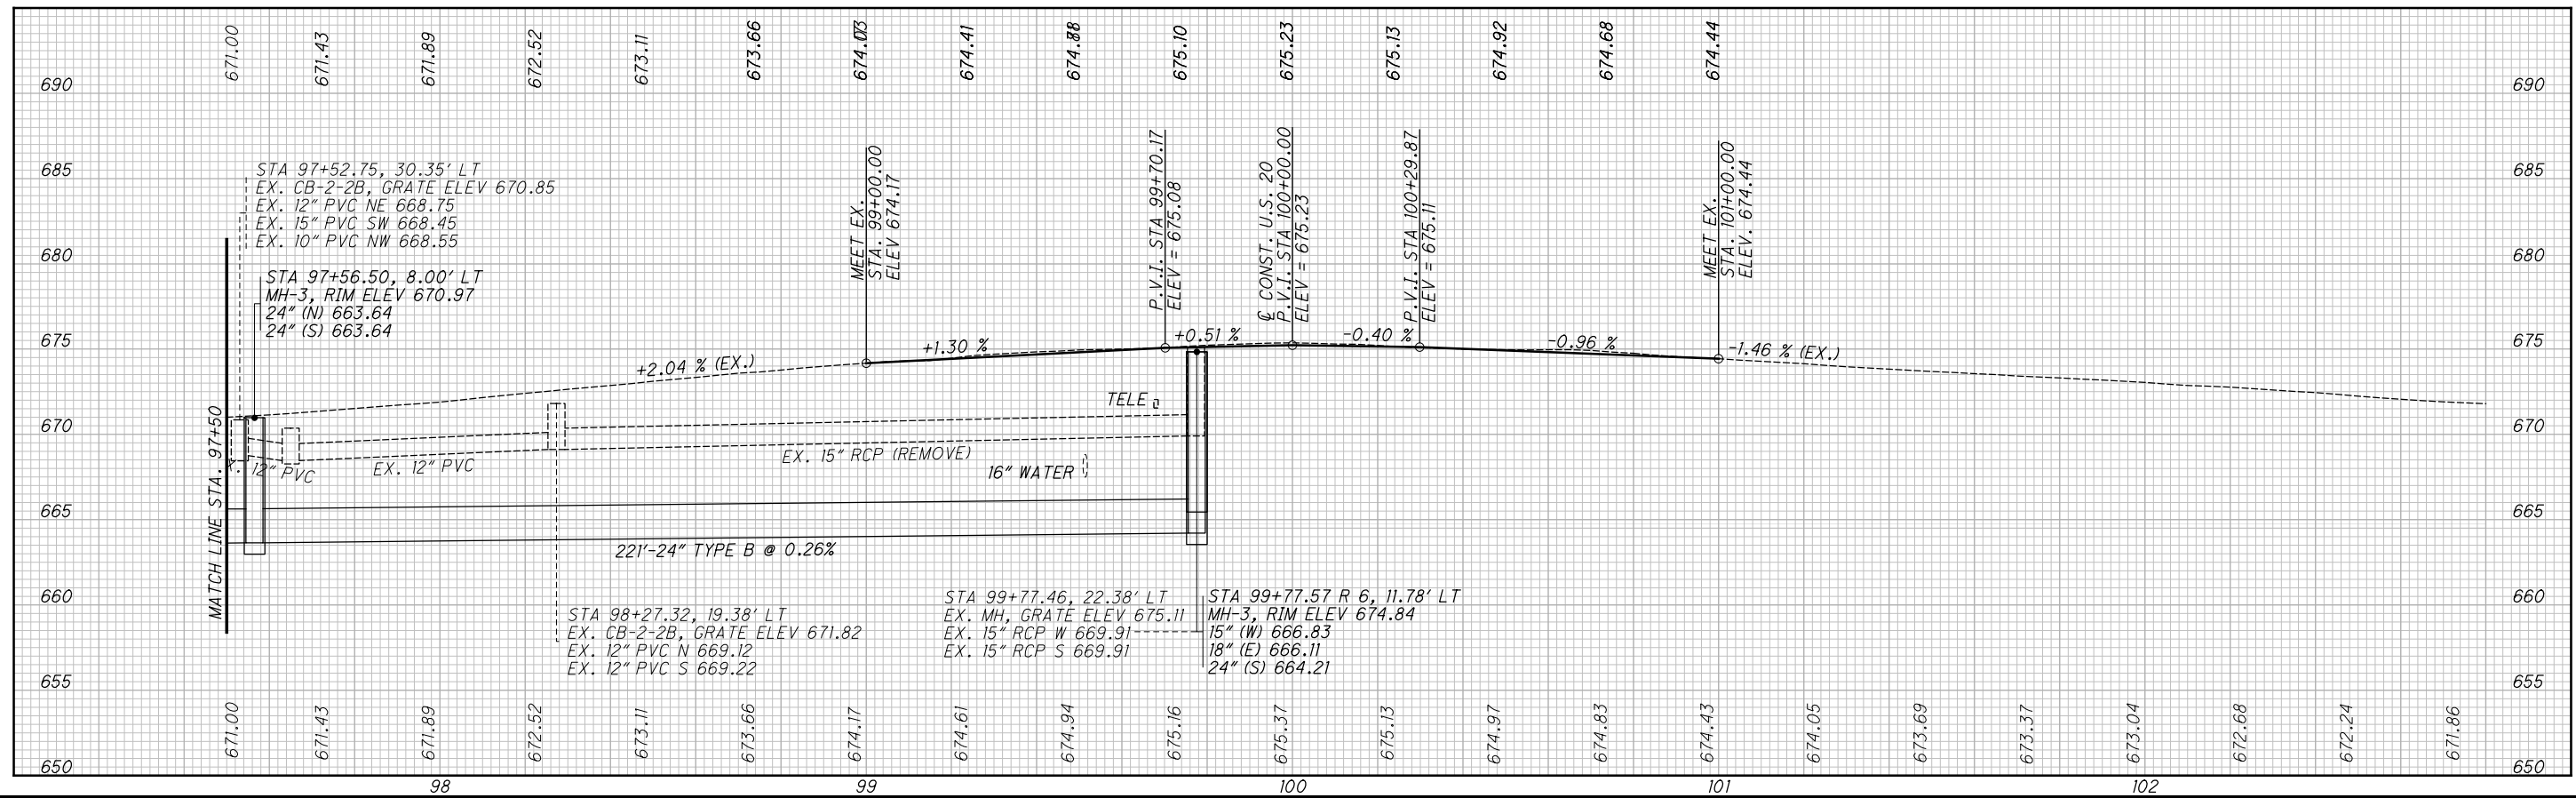 671.00
671.43
671.89
672.52
673.11
673.66
674.41
675.10
675.23
675.13
674.92
674.68
674.44
690
690
685
685
680
680
675
675
670
670
665
665
660
660
655
655
650
650
STA 97+52.75, 30.35' LT
EX. CB-2-2B, GRATE ELEV 670.85
EX. 12" PVC NE 668.75
EX. 15" PVC SW 668.45
EX. 10" PVC NW 668.55
STA 97+56.50, 8.00' LT
MH-3, RIM ELEV 670.97
24" (N) 663.64
24" (S) 663.64
MATCH LINE STA. 97+50
MEET EX.
STA. 99+00.00
ELEV 674.17
P.V.I. STA 99+70.17
ELEV = 675.08
℄ CONST. U.S. 20
P.V.I. STA 100+00.00
ELEV = 675.23
P.V.I. STA 100+29.87
ELEV = 675.11
MEET EX.
STA. 101+00.00
ELEV. 674.44
+2.04 % (EX.)
+1.30 %
+0.51 %
-0.40 %
-0.96 %
-1.46 % (EX.)
TELE
16" WATER
12" PVC
EX. 12" PVC
EX. 15" RCP (REMOVE)
221'-24" TYPE B @ 0.26%
STA 98+27.32, 19.38' LT
EX. CB-2-2B, GRATE ELEV 671.82
EX. 12" PVC N 669.12
EX. 12" PVC S 669.22
STA 99+77.46, 22.38' LT
EX. MH, GRATE ELEV 675.11
EX. 15" RCP W 669.91
EX. 15" RCP S 669.91
STA 99+77.57 R 6, 11.78' LT
MH-3, RIM ELEV 674.84
15" (W) 666.83
18" (E) 666.11
24" (S) 664.21
671.00
671.43
671.89
672.52
673.11
673.66
674.17
674.61
674.94
675.16
675.37
675.13
674.97
674.83
674.43
674.05
673.69
673.37
673.04
672.68
672.24
671.86
98
99
100
101
102